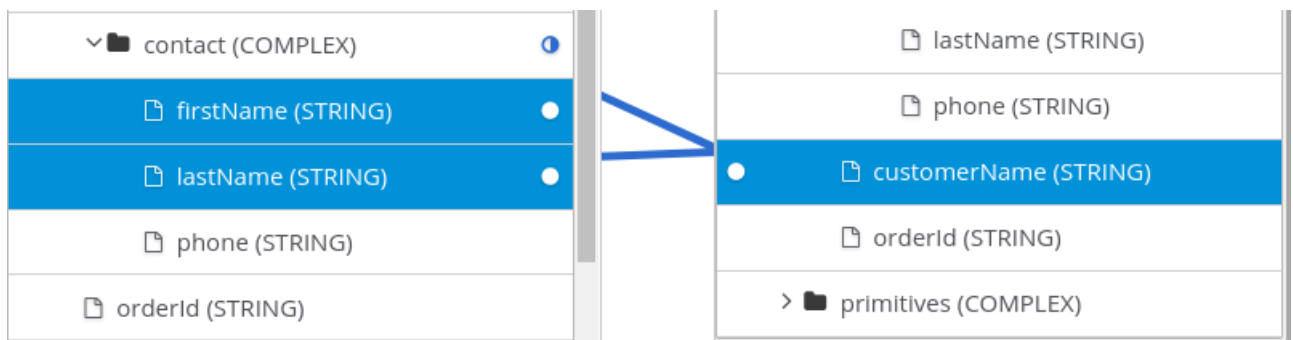 contact (COMPLEX)
firstName (STRING)
lastName (STRING)
phone (STRING)
orderId (STRING)
lastName (STRING)
phone (STRING)
customerName (STRING)
orderId (STRING)
primitives (COMPLEX)